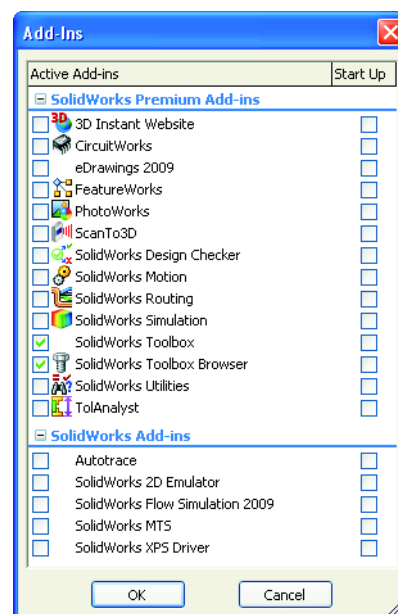 Add-Ins
Active Add-ins Start Up
SolidWorks Premium Add-ins
3D Instant Website
CircuitWorks
eDrawings 2009
FeatureWorks
PhotoWorks
ScanTo3D
SolidWorks Design Checker
SolidWorks Motion
SolidWorks Routing
SolidWorks Simulation
SolidWorks Toolbox
SolidWorks Toolbox Browser
SolidWorks Utilities
TolAnalyst
SolidWorks Add-ins
Autotrace
SolidWorks 2D Emulator
SolidWorks Flow Simulation 2009
SolidWorks MTS
SolidWorks XPS Driver
OK Cancel